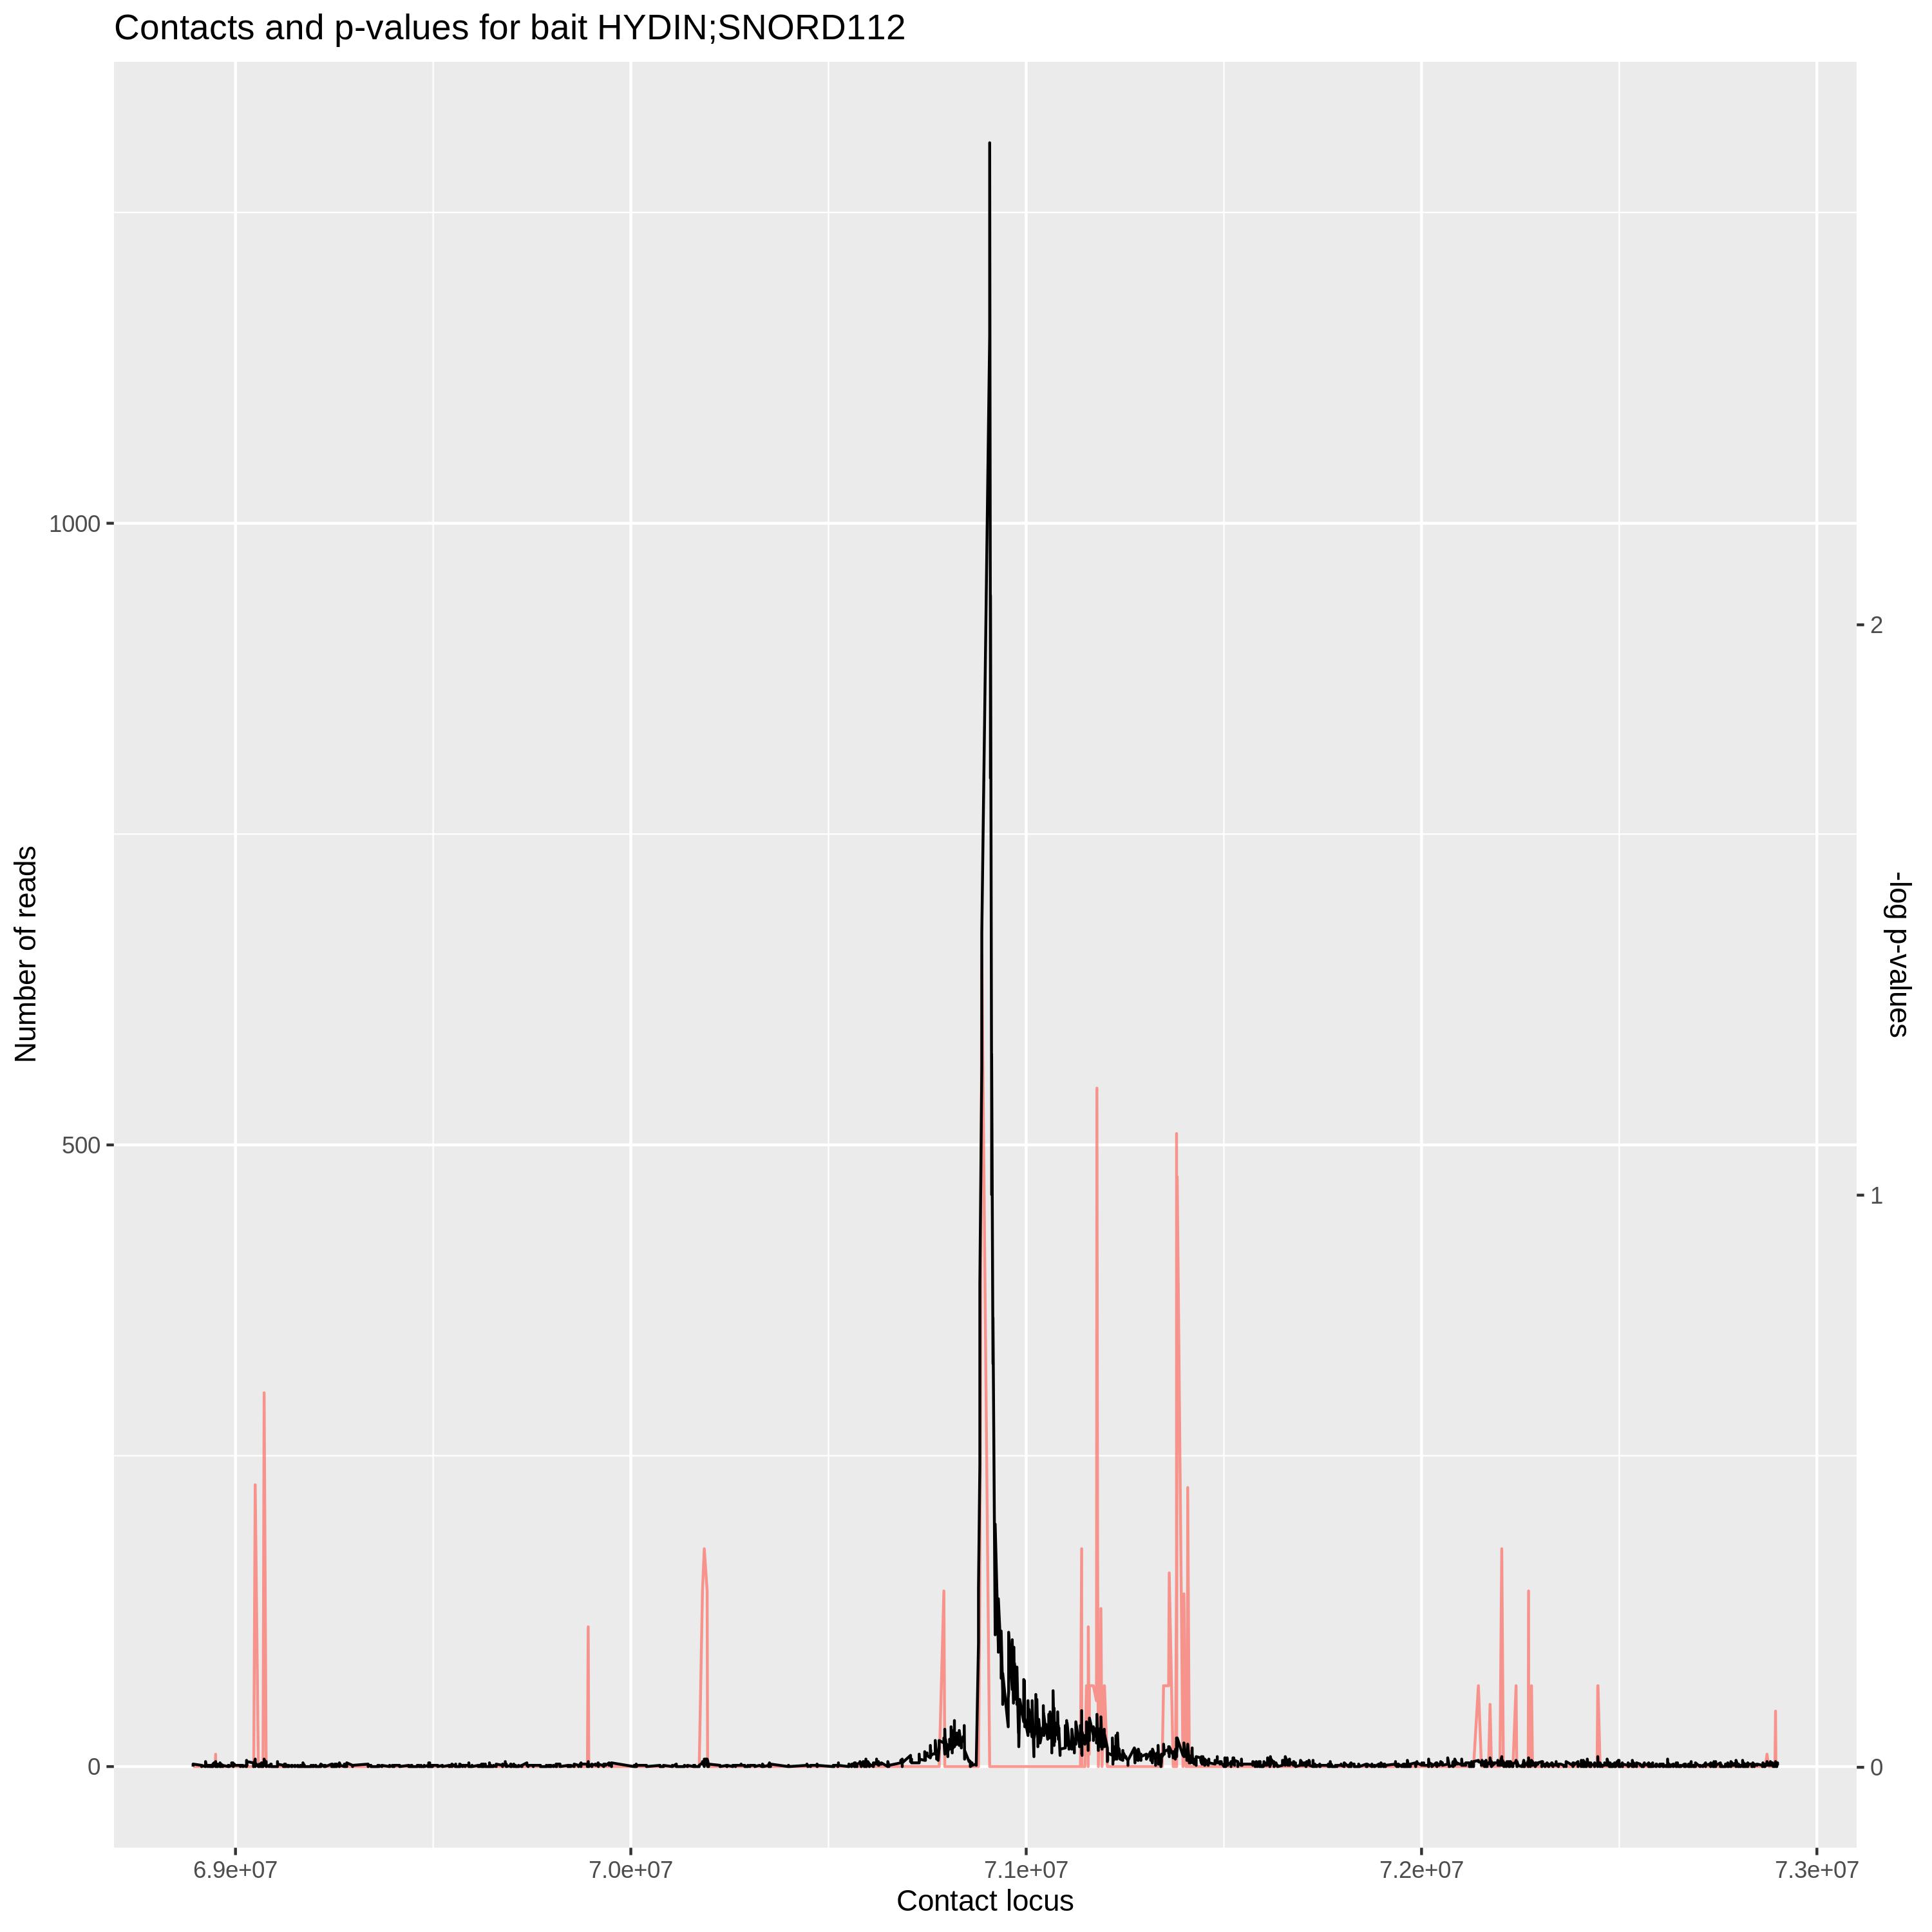 Contacts and p-values for bait HYDIN;SNORD112
Number of reads
1000
500
0
2
1
0
-log p-values
6.9e+07
7.0e+07
7.1e+07
7.2e+07
7.3e+07
Contact locus